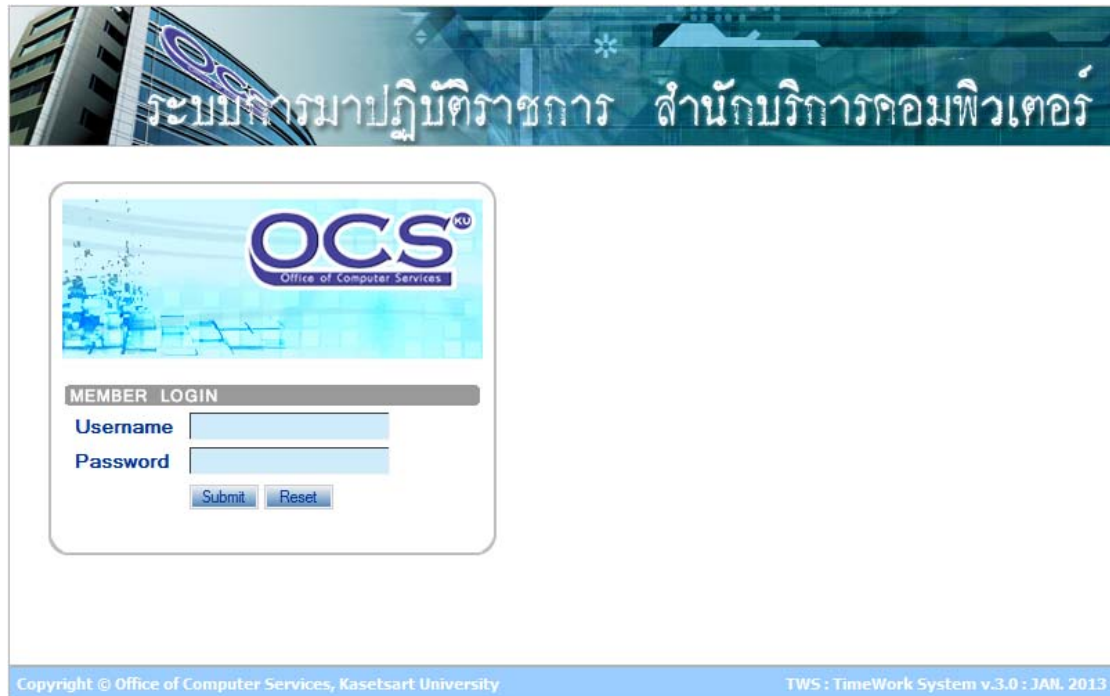 OCS
ระบบการมาปฏิบัติราชการ สำนักบริการคอมพิวเตอร์
OCS KU
Office of Computer Services
MEMBER LOGIN
Username
Password
Submit Reset
Copyright © Office of Computer Services, Kasetsart University TWS : TimeWork System v.3.0 : JAN. 2013